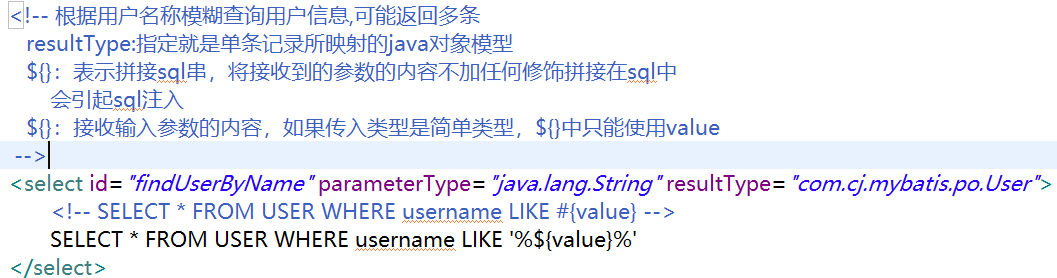 <!-- 根据用户名称模糊查询用户信息,可能返回多条
resultType:指定就是单条记录所映射的java对象模型
${}：表示拼接sql串，将接收到的参数的内容不加任何修饰拼接在sql中
会引起sql注入
${}：接收输入参数的内容，如果传入类型是简单类型，${}中只能使用value
-->
<select id="findUserByName" parameterType="java.lang.String" resultType="com.cj.mybatis.po.User">
<!-- SELECT * FROM USER WHERE username LIKE #{value} -->
SELECT * FROM USER WHERE username LIKE '%${value}%'
</select>